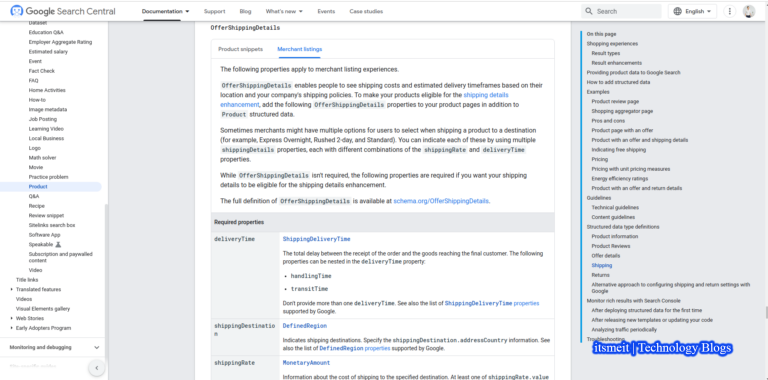 Google Search Central
Documentation
Support
Blog
What's new
Events
Case studies
Search
English
Dataset
Education Q&A
Employer Aggregate Rating
Estimated salary
Event
Fact Check
FAQ
Home Activities
How-to
Image metadata
Job Posting
Learning Video
Local Business
Logo
Math solver
Movie
Practice problem
Product
Q&A
Recipe
Review snippet
Sitelinks search box
Software App
Speakable
Subscription and paywalled
content
Video
Title links
Translated features
Videos
Visual Elements gallery
Web Stories
Early Adopters Program
Monitoring and debugging
OfferShippingDetails
Product snippets
Merchant listings
The following properties apply to merchant listing experiences.
OfferShippingDetails enables people to see shipping costs and estimated delivery timeframes based on their
location and your company's shipping policies. To make your products eligible for the shipping details
enhancement, add the following OfferShippingDetails properties to your product pages in addition to
Product structured data.
Sometimes merchants might have multiple options for users to select when shipping a product to a destination
(for example, Express Overnight, Rushed 2-day, and Standard). You can indicate each of these by using multiple
shippingDetails properties, each with different combinations of the shippingRate and deliveryTime
properties.
While OfferShippingDetails isn't required, the following properties are required if you want your shipping
details to be eligible for the shipping details enhancement.
The full definition of OfferShippingDetails is available at schema.org/OfferShippingDetails.
Required properties
deliveryTime
ShippingDeliveryTime
The total delay between the receipt of the order and the goods reaching the final customer. The following
properties can be nested in the deliveryTime property:
• handlingTime
• transitTime
Don't provide more than one deliveryTime. See also the list of ShippingDeliveryTime properties
supported by Google.
shippingDestinatio
n
DefinedRegion
Indicates shipping destinations. Specify the shippingDestination.addressCountry information. See
also the list of DefinedRegion properties supported by Google.
shippingRate
MonetaryAmount
Information about the cost of shipping to the specified destination. At least one of shippingRate.value
On this page
Shopping experiences
Result types
Result enhancements
Providing product data to Google Search
How to add structured data
Examples
Product review page
Shopping aggregator page
Pros and cons
Product page with an offer
Product with an offer and shipping details
Indicating free shipping
Pricing
Pricing with unit pricing measures
Energy efficiency ratings
Product with an offer and return details
Guidelines
Technical guidelines
Content guidelines
Structured data type definitions
Product information
Product Reviews
Offer details
Shipping
Returns
Alternative approach to configuring shipping and return settings with
Google
Monitor rich results with Search Console
After deploying structured data for the first time
After releasing new templates or updating your code
Analyzing traffic periodically
Troubleshooting
itsmeit | Technology Blogs